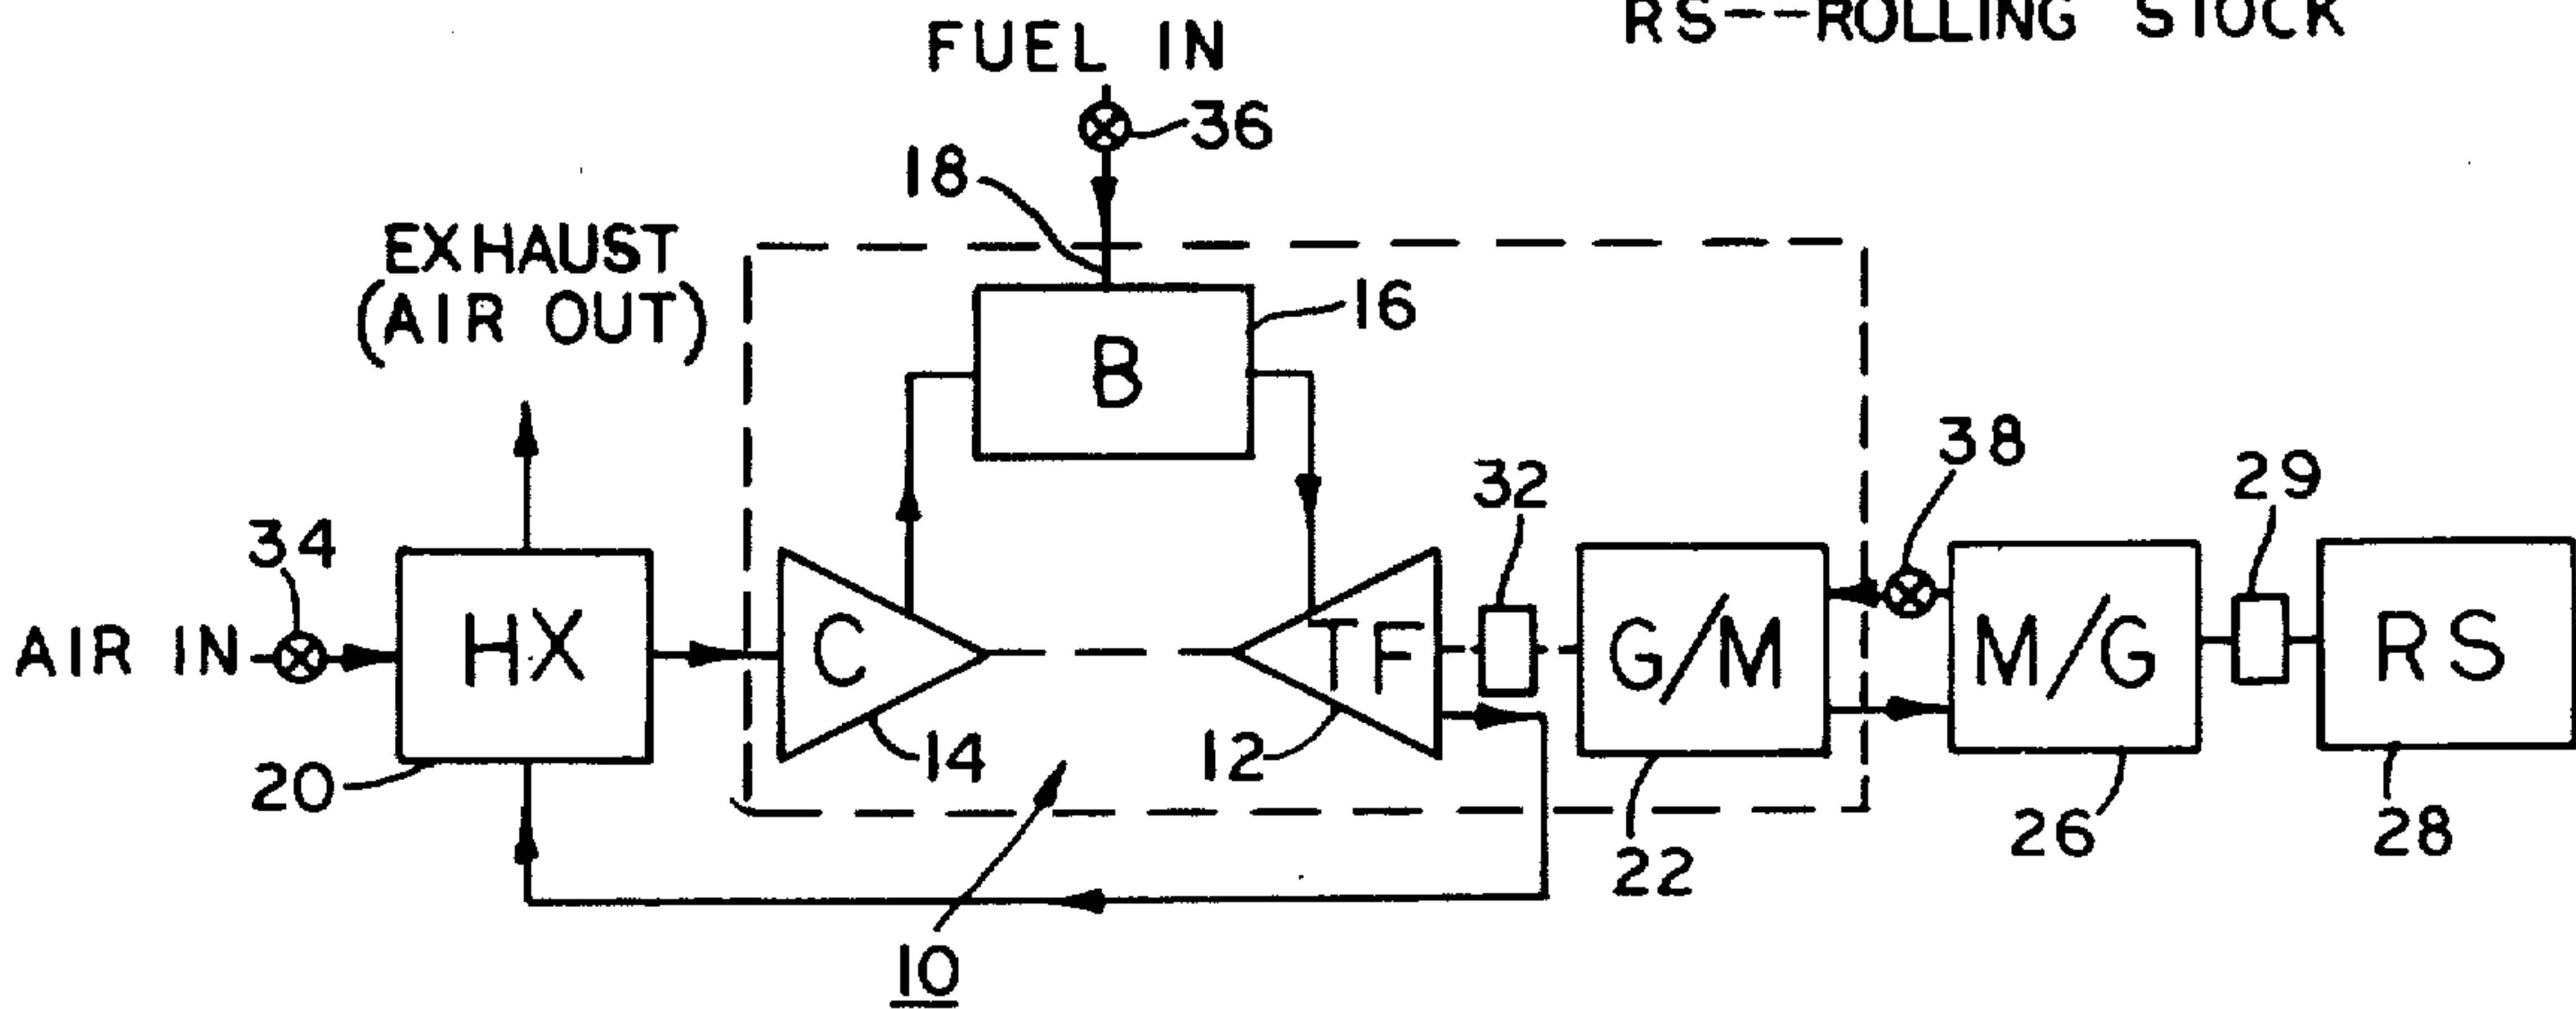 RS--ROLLING STOCK
FUEL IN
36
18
EXHAUST
(AIR OUT)
16
B
38
29
32
34
AIR IN
HX
C
TF
G/M
M/G
RS
14
12
20
26
28
22
10